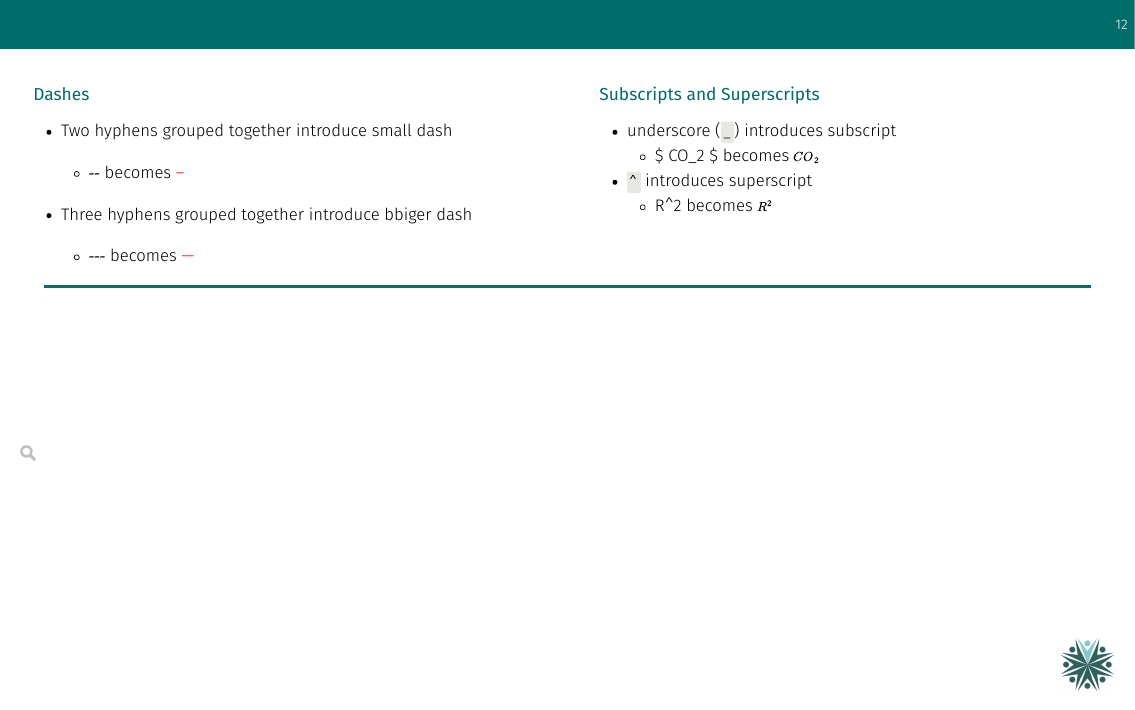 12
Dashes
• Two hyphens grouped together introduce small dash
◦ -- becomes –
• Three hyphens grouped together introduce bbiger dash
◦ --- becomes —
Subscripts and Superscripts
• underscore ( _ ) introduces subscript
◦ $ CO_2 $ becomes CO₂
• ^ introduces superscript
◦ R^2 becomes R²